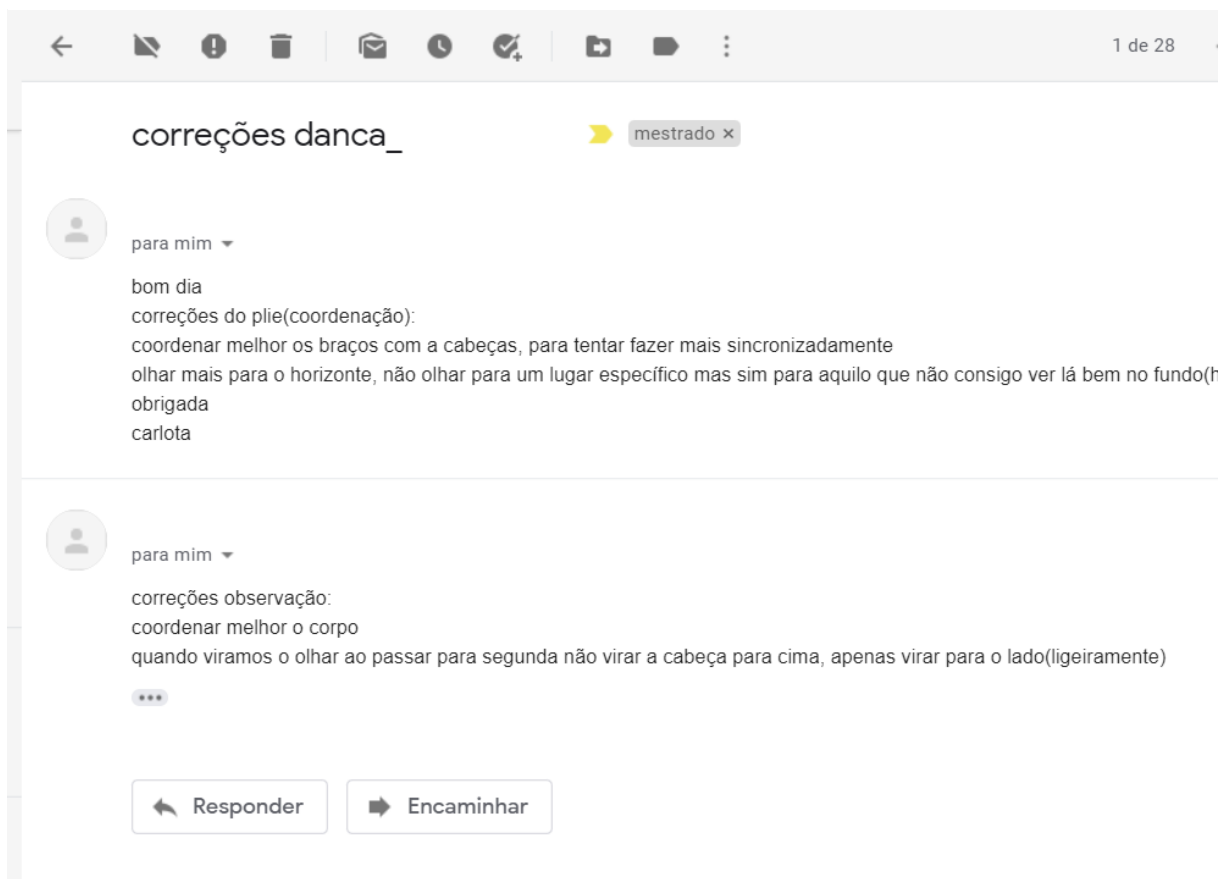 1 de 28
correções danca_
mestrado ×
para mim
bom dia
correções do plie(coordenação):
coordenar melhor os braços com a cabeças, para tentar fazer mais sincronizadamente
olhar mais para o horizonte, não olhar para um lugar específico mas sim para aquilo que não consigo ver lá bem no fundo(h
obrigada
carlota
para mim
correções observação:
coordenar melhor o corpo
quando viramos o olhar ao passar para segunda não virar a cabeça para cima, apenas virar para o lado(ligeiramente)
Responder
Encaminhar